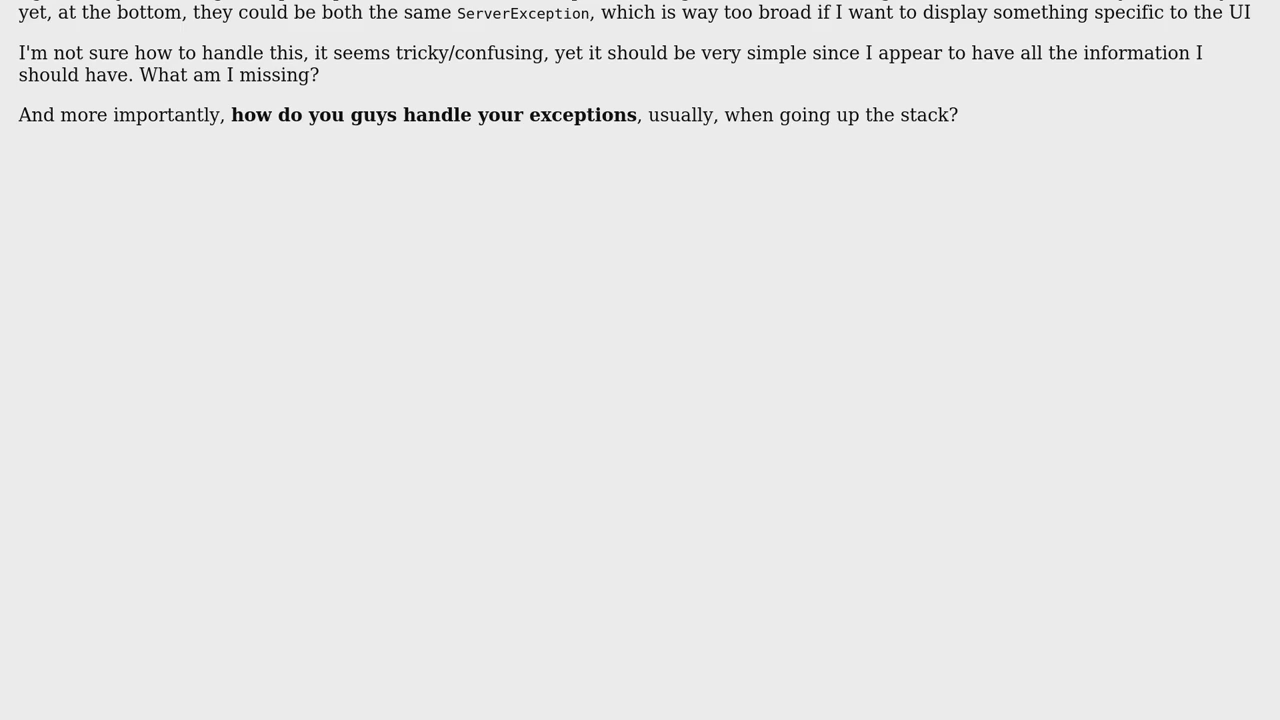 yet, at the bottom, they could be both the same ServerException, which is way too broad if I want to display something specific to the UI
I'm not sure how to handle this, it seems tricky/confusing, yet it should be very simple since I appear to have all the information I
should have. What am I missing?
And more importantly, how do you guys handle your exceptions, usually, when going up the stack?